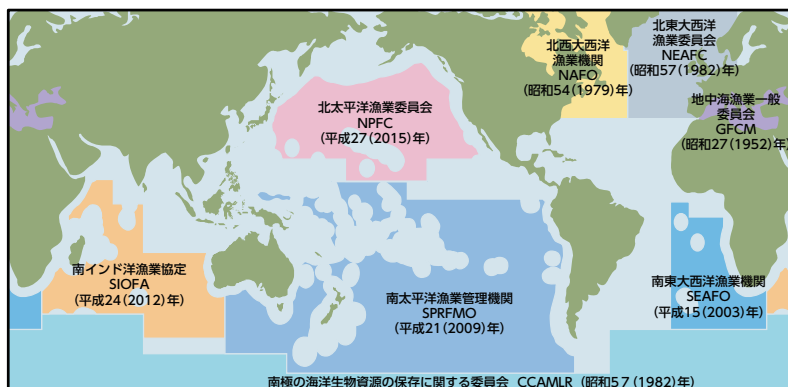 北西大西洋
漁業機関
NAFO
(昭和54(1979)年)
北東大西洋
漁業委員会
NEAFC
(昭和57(1982)年)
地中海漁業一般
委員会
GFCM
(昭和27(1952)年)
北太平洋漁業委員会
NPFC
(平成27(2015)年)
南インド洋漁業協定
SIOFA
(平成24(2012)年)
南太平洋漁業管理機関
SPRFMO
(平成21(2009)年)
南東大西洋漁業機関
SEAFO
(平成15(2003)年)
南極の海洋生物資源の保存に関する委員会 CCAMLR (昭和57(1982)年)